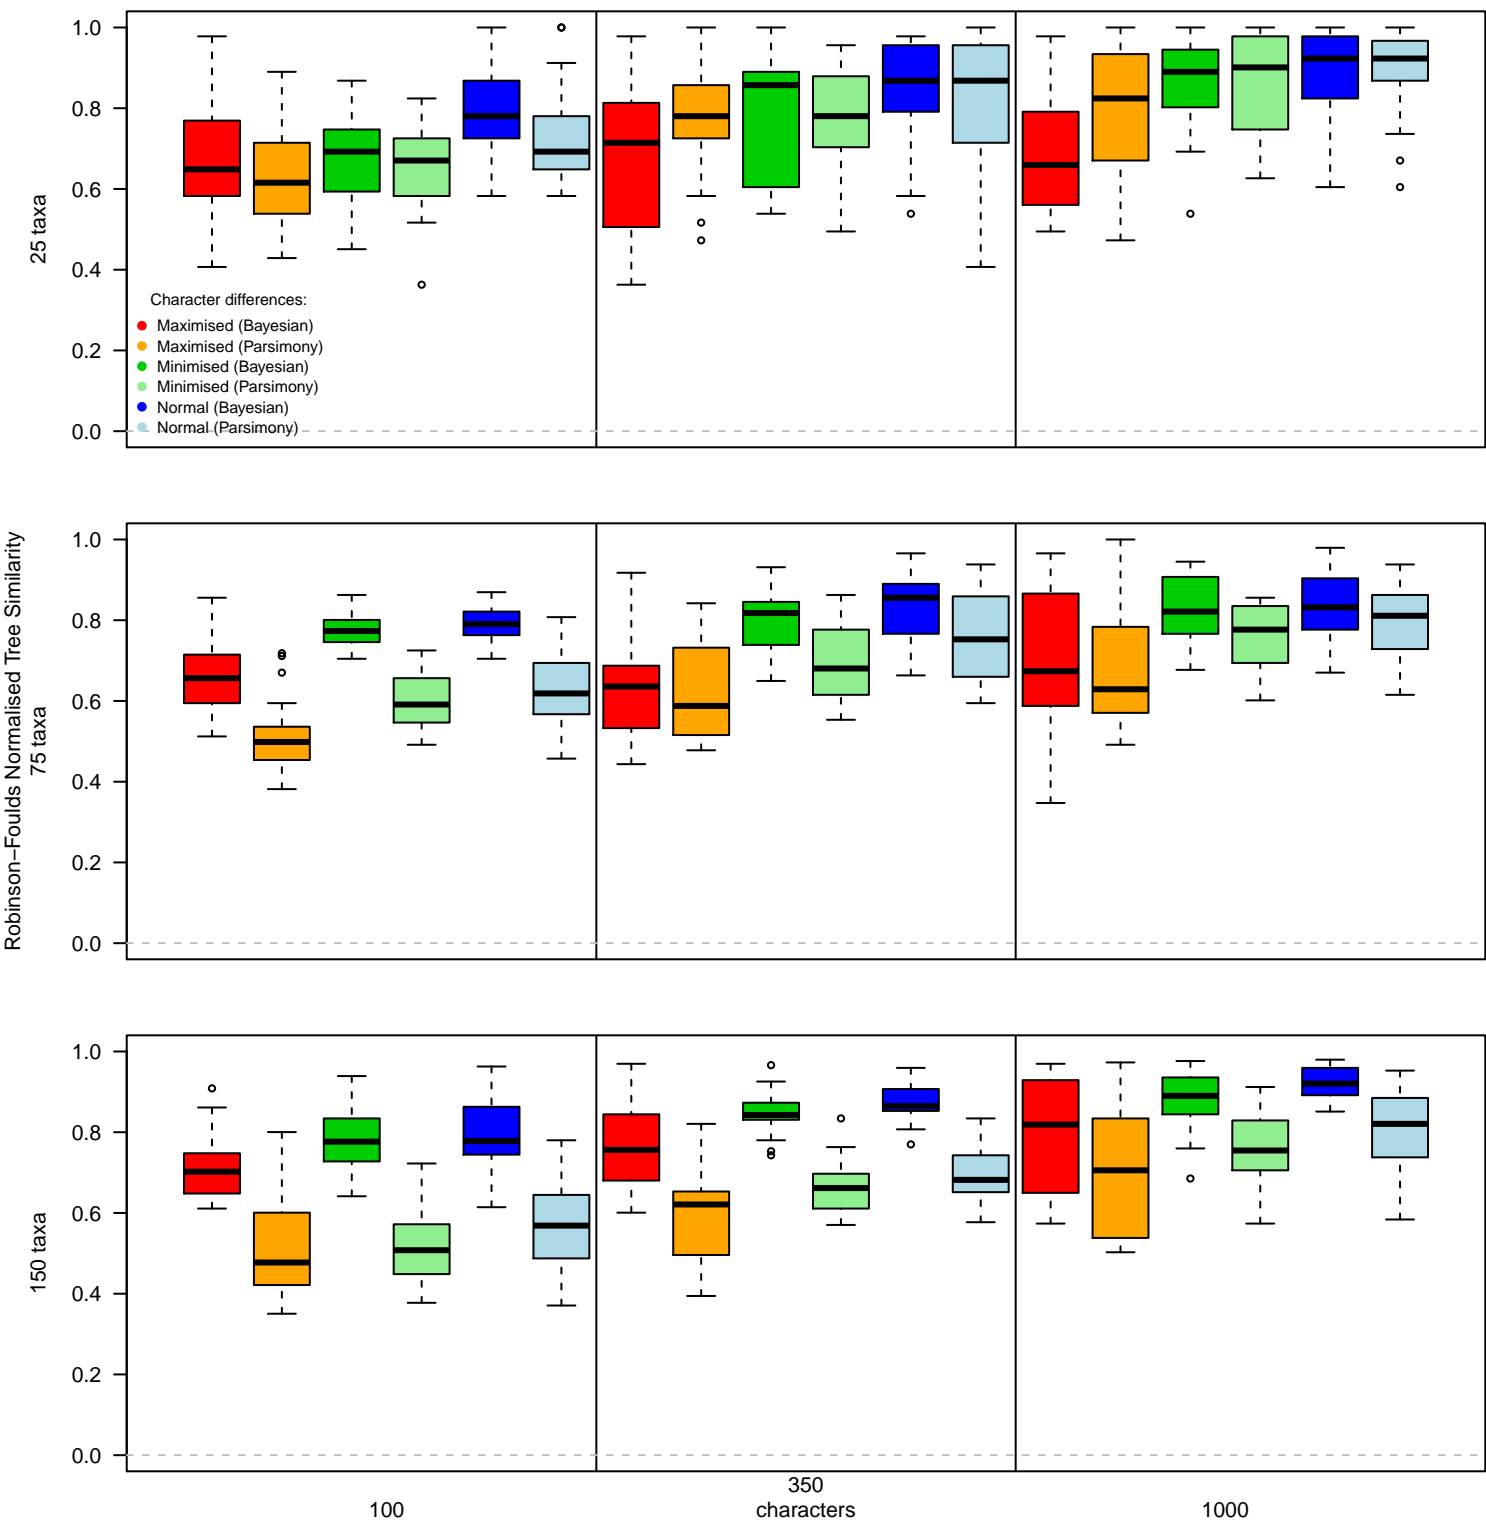 1.0
0.8
0.6
0.4
0.2
0.0
25 taxa
Character differences:
Maximised (Bayesian)
Maximised (Parsimony)
Minimised (Bayesian)
Minimised (Parsimony)
Normal (Bayesian)
Normal (Parsimony)
Robinson−Foulds Normalised Tree Similarity
75 taxa
1.0
0.8
0.6
0.4
0.2
0.0
150 taxa
1.0
0.8
0.6
0.4
0.2
0.0
100
350
characters
1000